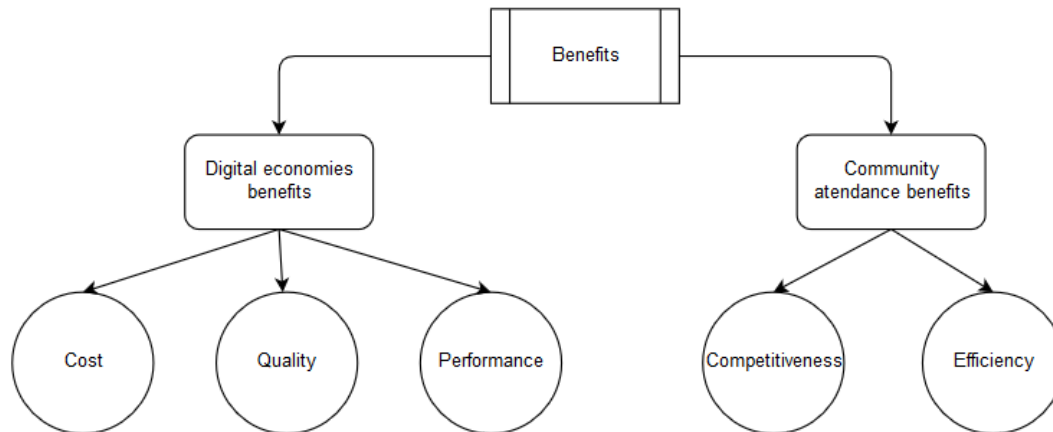 Benefits
Digital economies
benefits
Community
atendance benefits
Cost
Quality
Performance
Competitiveness
Efficiency